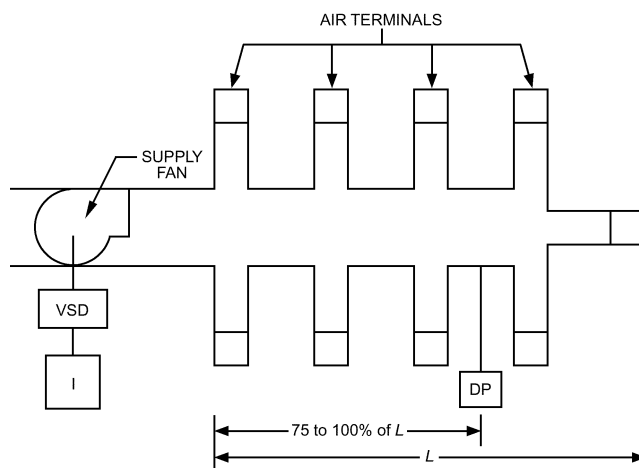 AIR TERMINALS
SUPPLY
FAN
VSD
I
DP
75 to 100% of L
L